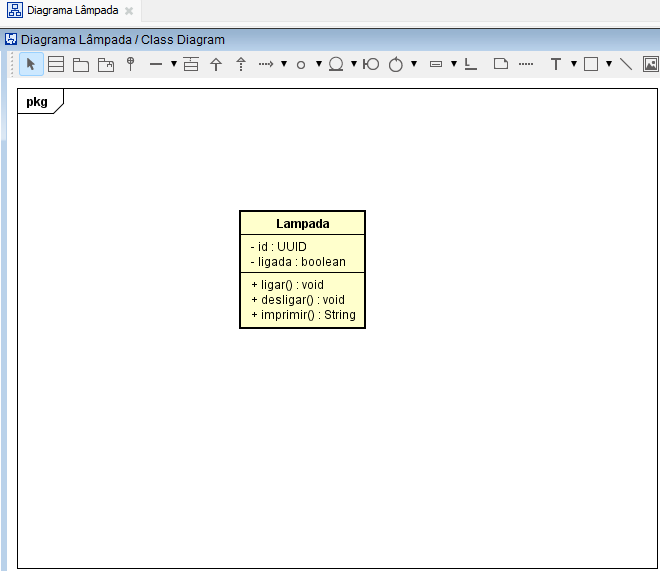 Diagrama Lâmpada
Diagrama Lâmpada / Class Diagram
T
pkg
Lampada
- id : UUID
- ligada : boolean
+ ligar() : void
+ desligar() : void
+ imprimir() : String